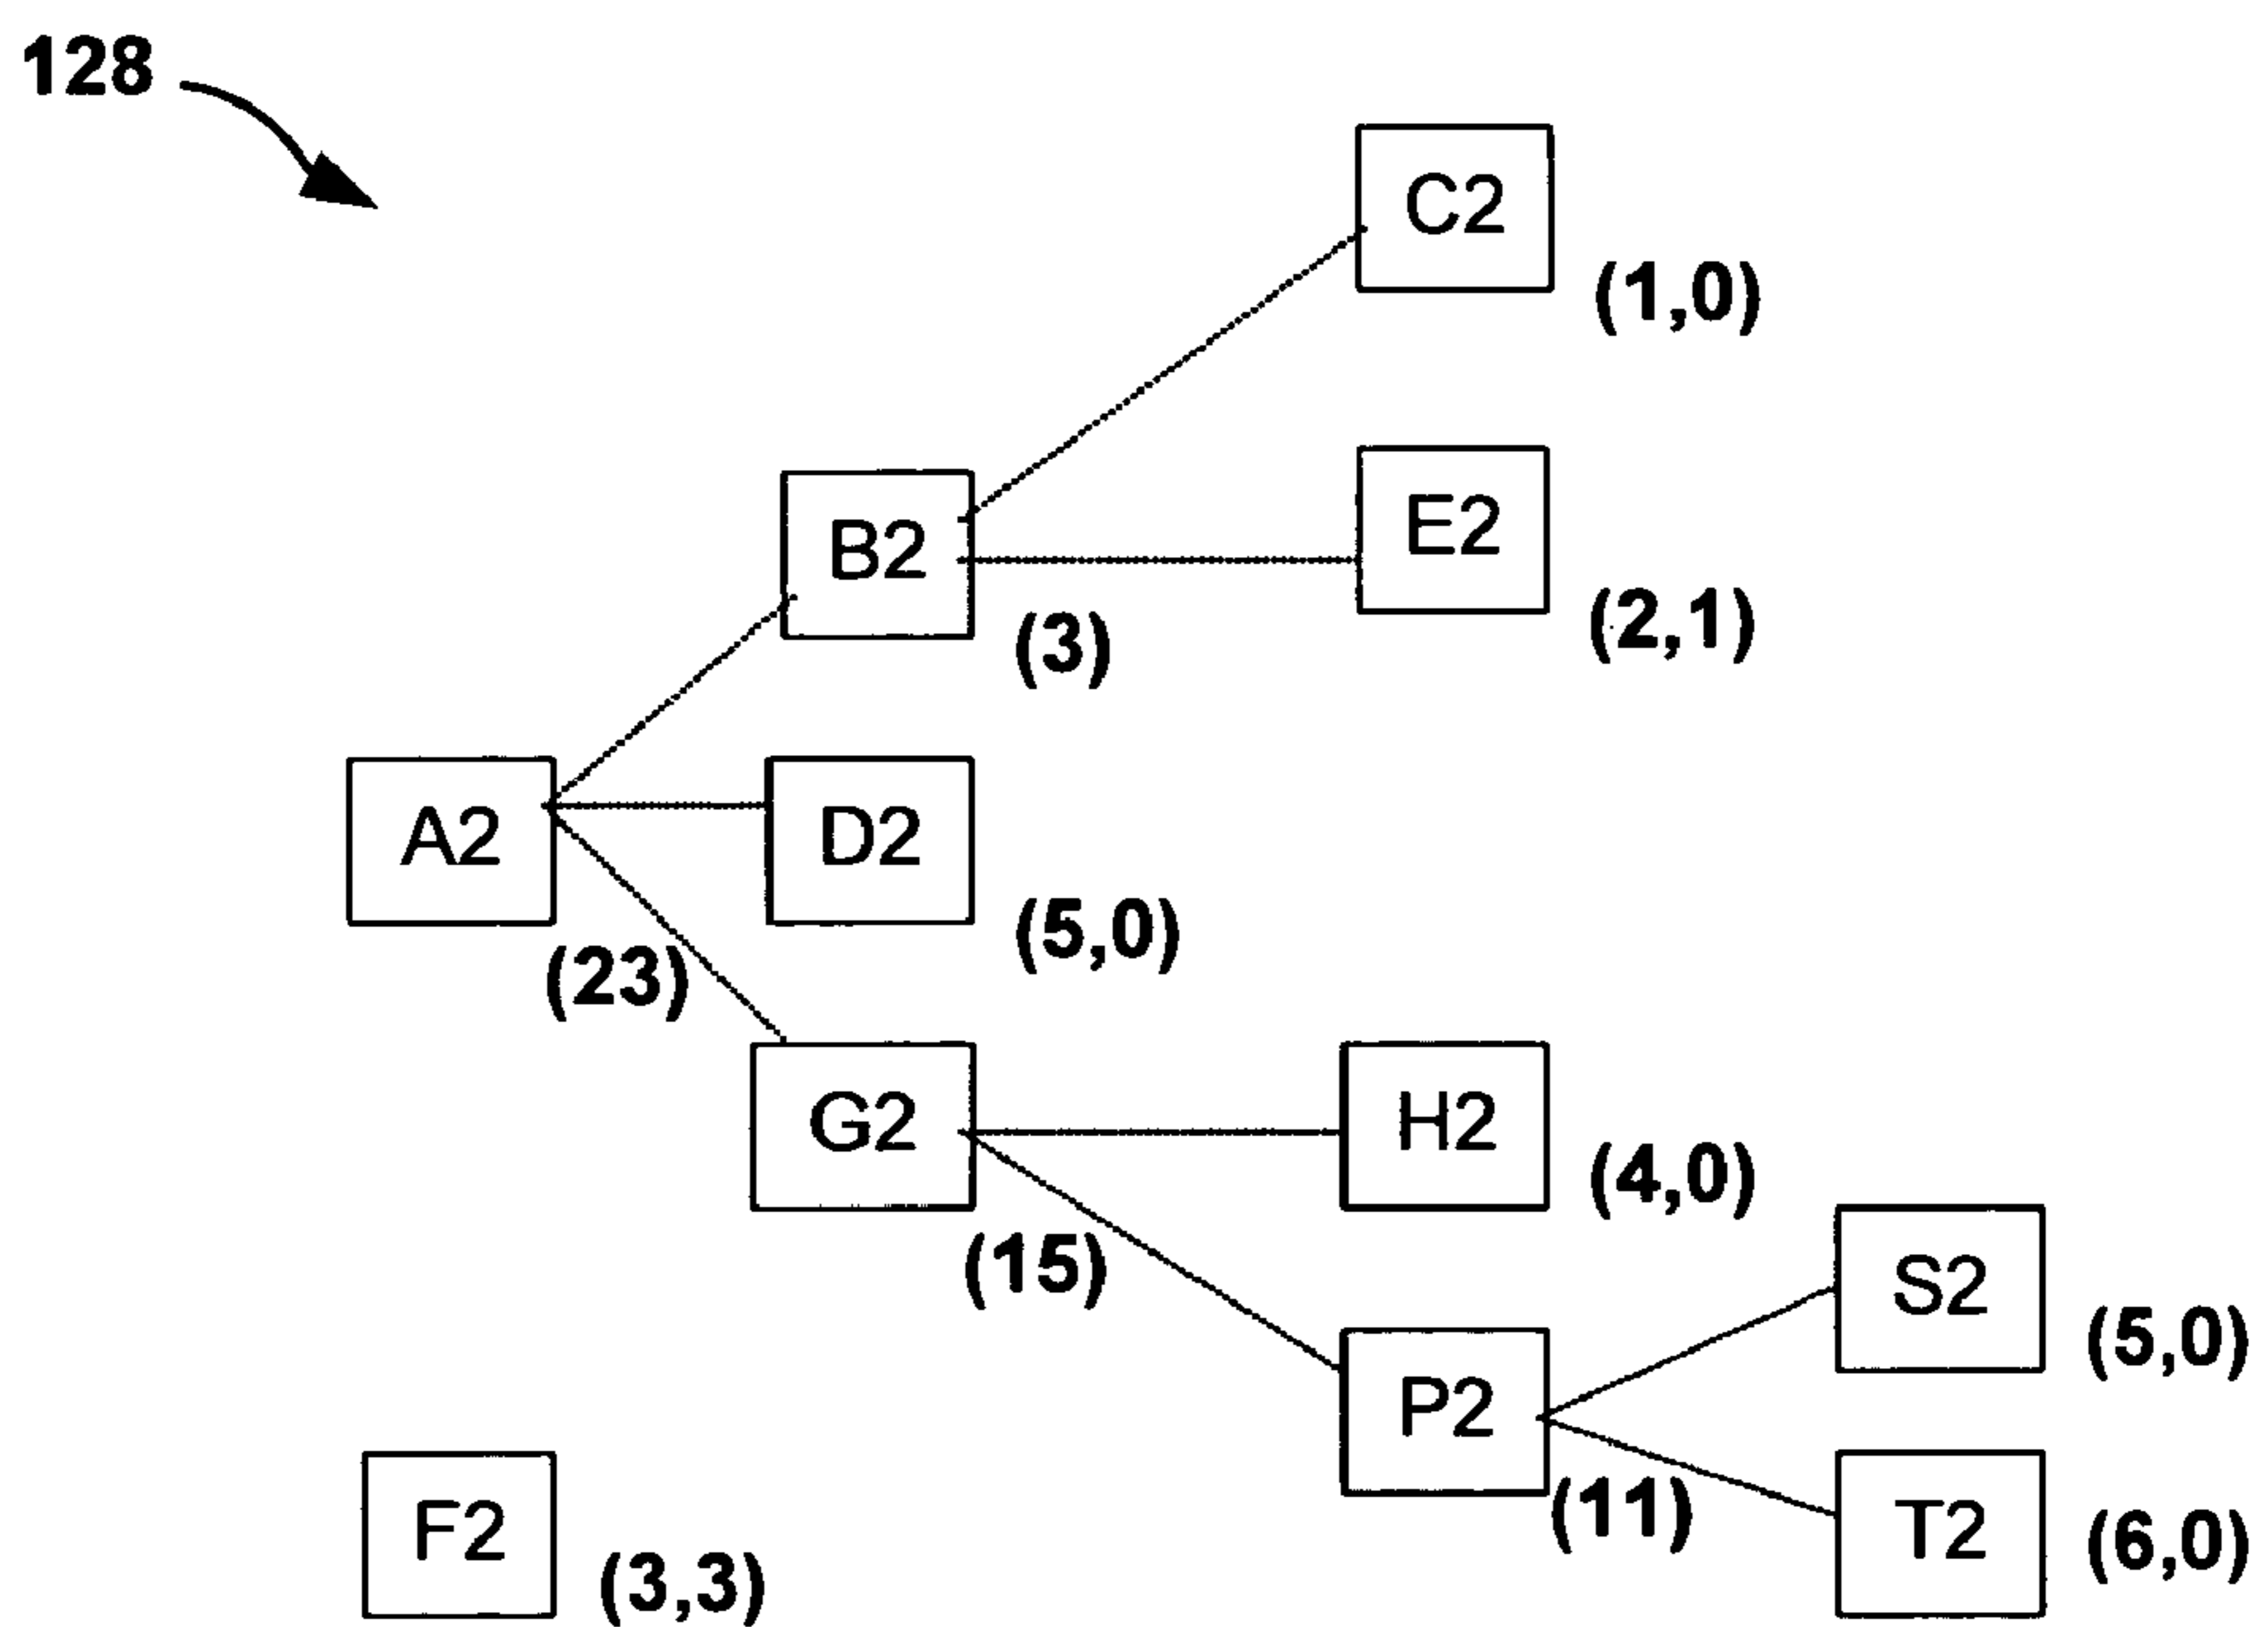 128
C2
(1,0)
B2
E2
(3)
(2,1)
A2
D2
(23)
(5,0)
G2
H2
(15)
(4,0)
P2
S2
(11)
(5,0)
F2
T2
(3,3)
(6,0)